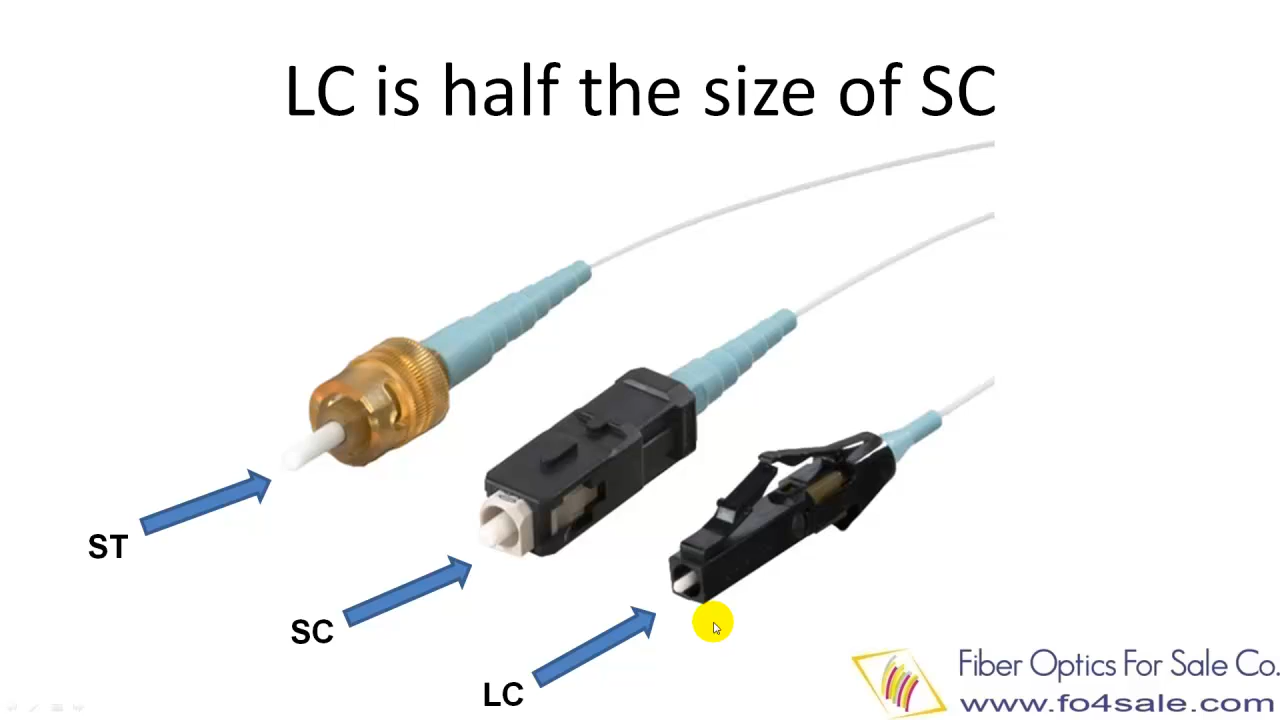 LC is half the size of SC
ST
SC
LC
Fiber Optics For Sale Co.
www.fo4sale.com